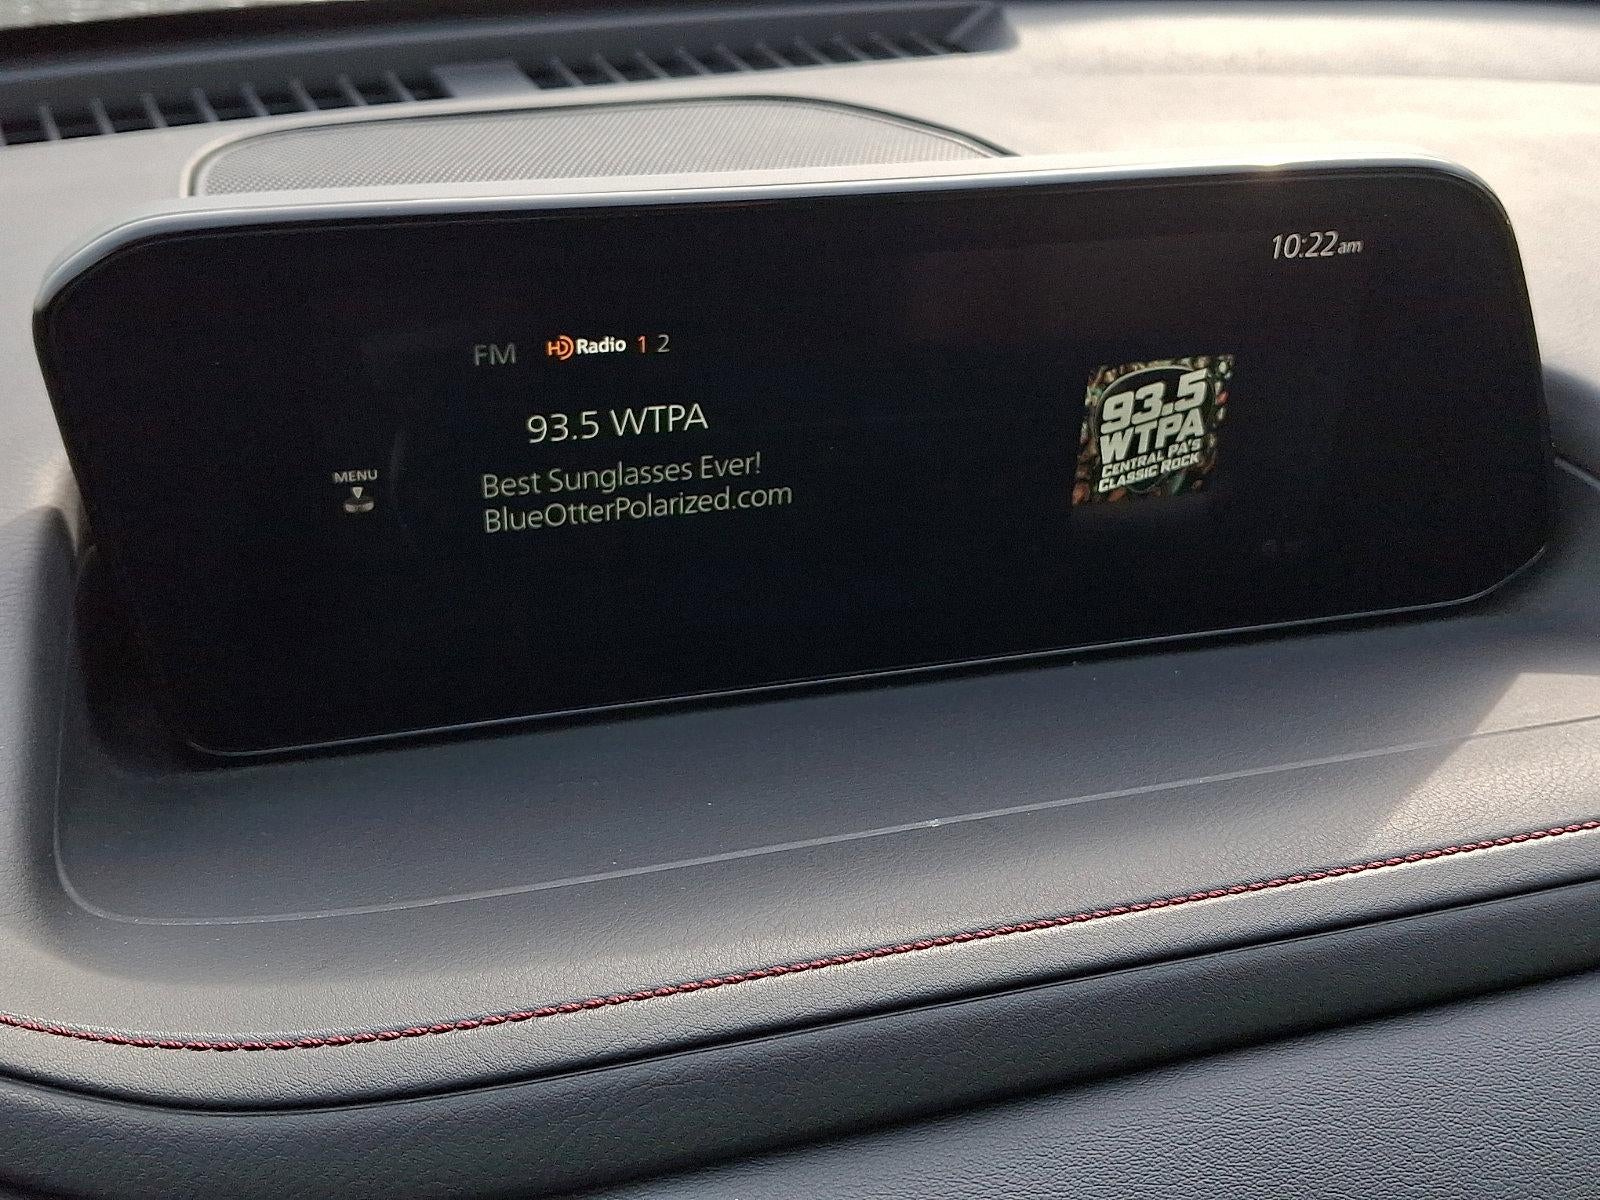 10:22am
FM HD Radio 1 2
93.5 WTPA
Best Sunglasses Ever!
BlueOtterPolarized.com
MENU
93.5
WTPA
CENTRAL PA'S
CLASSIC ROCK